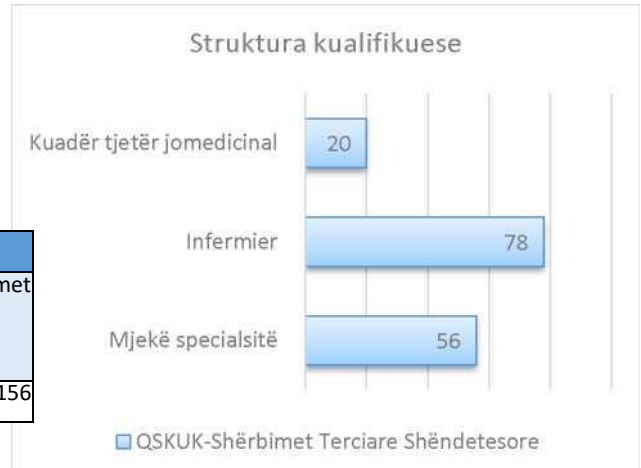 Struktura kualifikuese
Kuadër tjetër jomedicinal
20
Infermier
78
Mjekë specialsitë
56
QSKUK-Shërbimet Terciare Shëndetesore
met
156